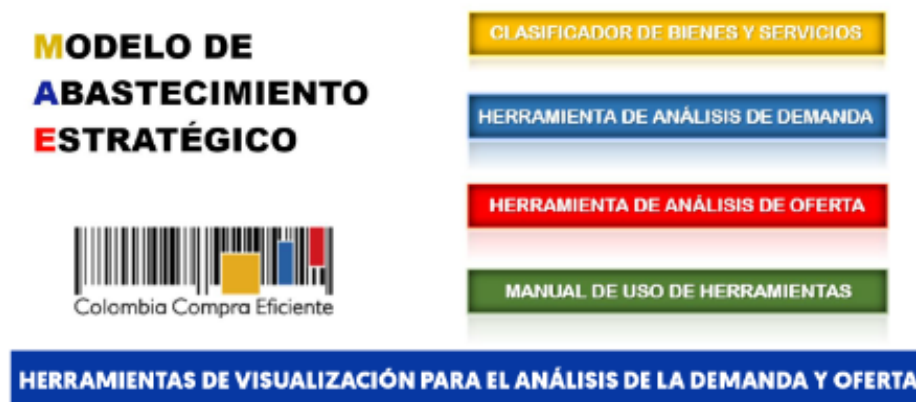 MODELO DE
ABASTECIMIENTO
ESTRATÉGICO
Colombia Compra Eficiente
CLASIFICADOR DE BIENES Y SERVICIOS
HERRAMIENTA DE ANÁLISIS DE DEMANDA
HERRAMIENTA DE ANÁLISIS DE OFERTA
MANUAL DE USO DE HERRAMIENTAS
HERRAMIENTAS DE VISUALIZACIÓN PARA EL ANÁLISIS DE LA DEMANDA Y OFERTA